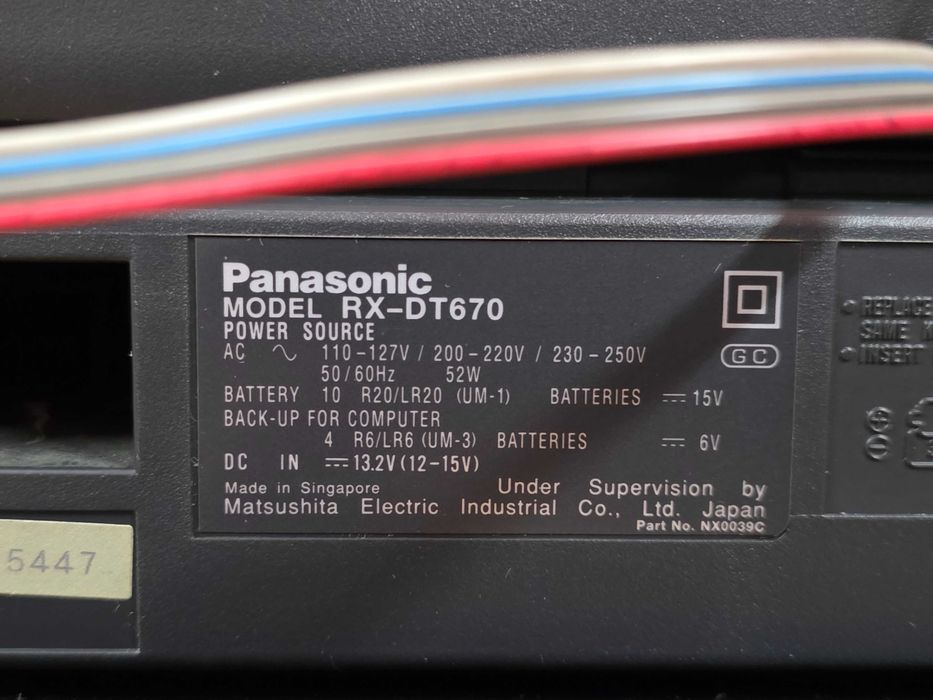 Panasonic
MODEL RX-DT670
POWER SOURCE
AC ∿ 110-127V / 200-220V / 230-250V
50/60Hz 52W
GC
BATTERY 10 R20/LR20 (UM-1) BATTERIES ⎓ 15V
BACK-UP FOR COMPUTER
4 R6/LR6 (UM-3) BATTERIES ⎓ 6V
DC IN ⎓ 13.2V (12-15V)
Made in Singapore Under Supervision by
Matsushita Electric Industrial Co., Ltd. Japan
Part No. NX0039C
• REPLACE
SAME
• INSERT
5447